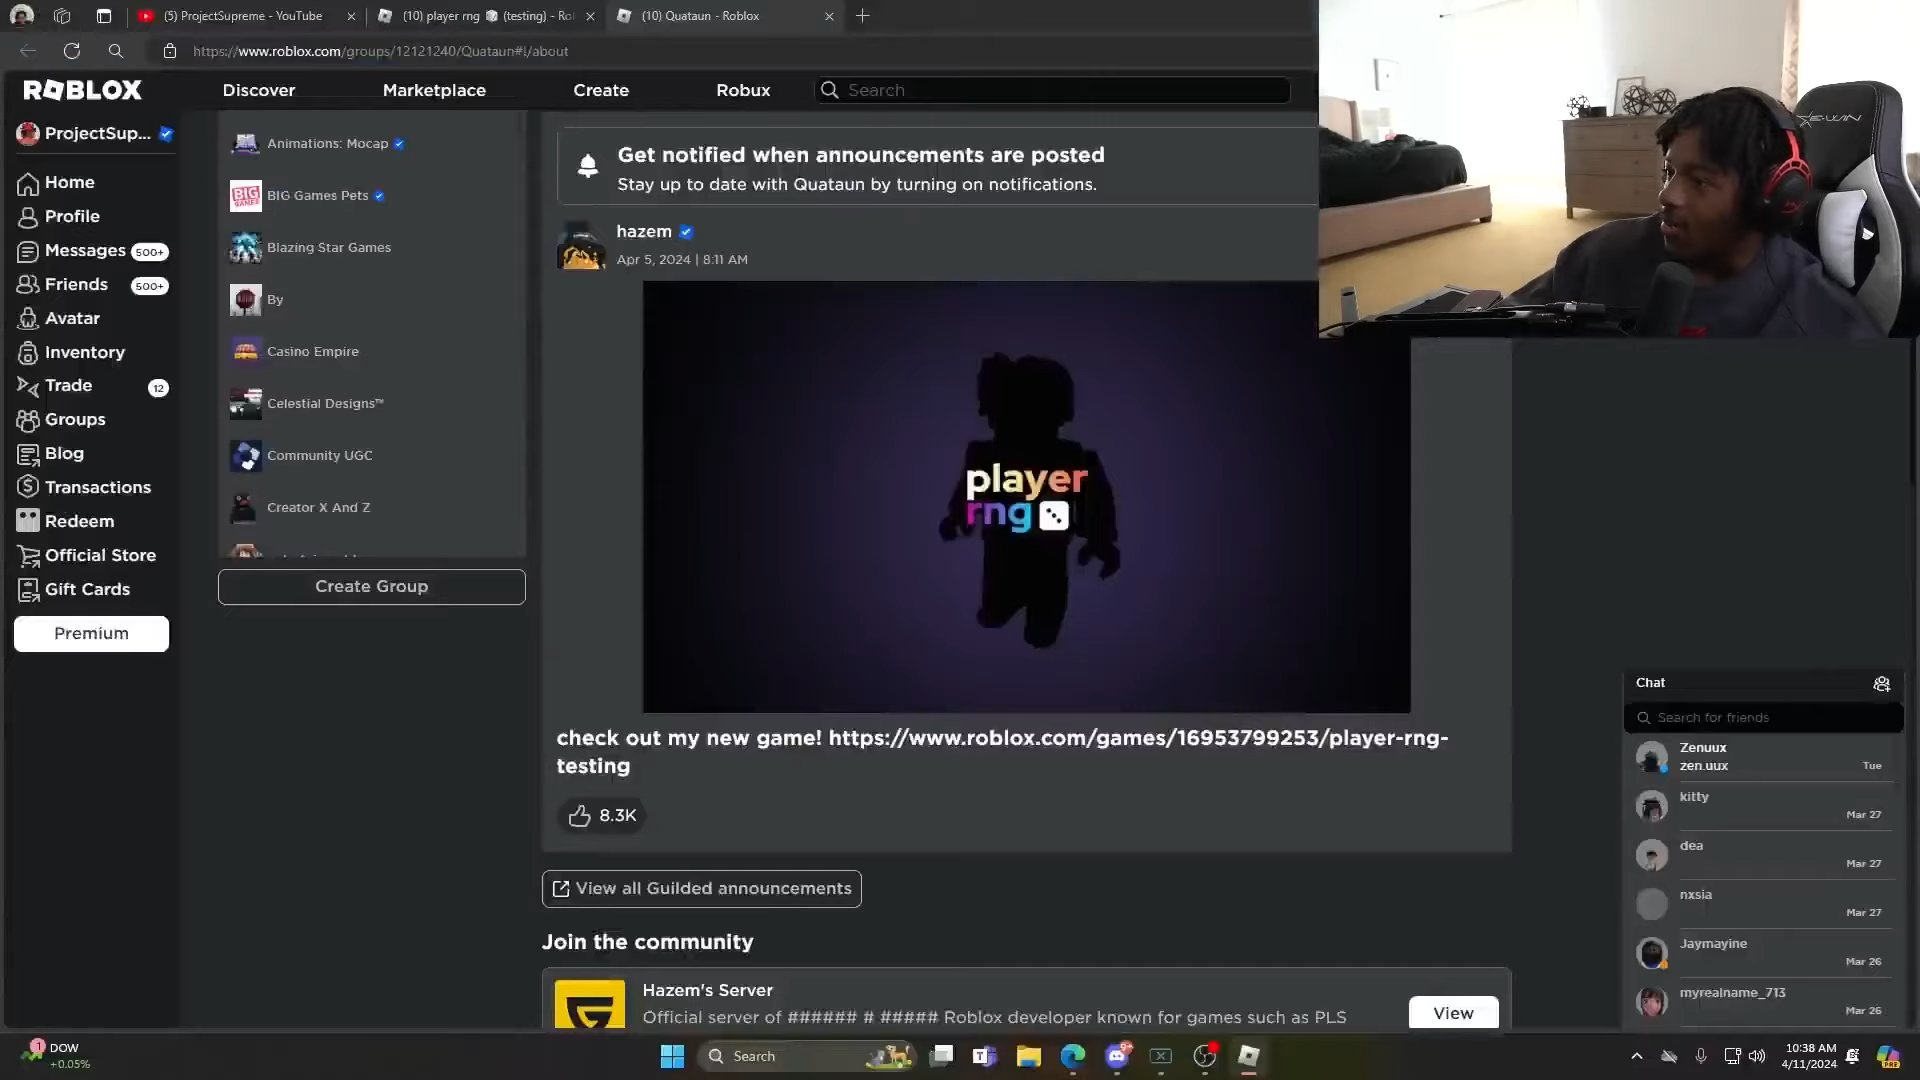 (5) ProjectSupreme - YouTube
(10) player rng (testing) - Ro
(10) Quataun - Roblox
https://www.roblox.com/groups/12121240/Quataun#!/about
ROBLOX
Discover
Marketplace
Create
Robux
Search
ProjectSup...
Home
Profile
Messages 500+
Friends 500+
Avatar
Inventory
Trade 12
Groups
Blog
Transactions
Redeem
Official Store
Gift Cards
Premium
Animations: Mocap
BIG GAMES
BIG Games Pets
Blazing Star Games
By
Casino Empire
Celestial Designs™
Community UGC
Creator X And Z
Create Group
Get notified when announcements are posted
Stay up to date with Quataun by turning on notifications.
hazem
Apr 5, 2024 | 8:11 AM
player
rng
check out my new game! https://www.roblox.com/games/16953799253/player-rng-
testing
8.3K
View all Guilded announcements
Join the community
Hazem's Server
Official server of ###### # ##### Roblox developer known for games such as PLS
View
E-WIN
Chat
Search for friends
Zenuux
zen.uux
Tue
kitty
Mar 27
dea
Mar 27
nxsia
Mar 27
Jaymayine
Mar 26
myrealname_713
Mar 26
1
DOW
+0.05%
Search
9+
10:38 AM
4/11/2024
PRE